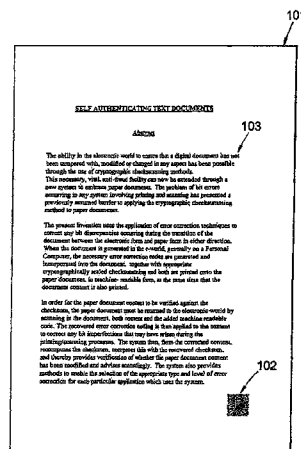 10
SELF AUTHENTICATING TEXT DOCUMENTS
103
Abstract
The ability in the electronic world to ensure that a digital document has not
been tampered with, modified or changed in any aspect has been possible
through the use of cryptographic checksumming methods.
This necessary, vital, anti-fraud facility can now be extended through a
new system to embrace paper documents. The problem of bit errors
occurring in any system involving printing and scanning has presented a
previously assumed barrier to applying the cryptographic checksumming
method to paper documents.
The present invention uses the application of error correction techniques to
correct any bit discrepancies occurring during the transition of the
document between the electronic form and paper form in either direction.
When the document is generated in the e-world, generally on a Personal
Computer, the necessary error correction codes are generated and
incorporated into the document, together with appropriate
cryptographically sealed checksumming and both are printed onto the
paper document, in machine-readable form, at the same time that the
document content is also printed.
In order for the paper document content to be verified against the
checksum, the paper document must be returned to the electronic world by
scanning in the document, both content and the added machine readable
code. The recovered error correction coding is then applied to the content
to correct any bit imperfections that may have arisen during the
printing/scanning processes. The system then, from the corrected content,
recomputes the checksum, compares this with the recovered checksum,
and thereby provides verification of whether the paper document content
has been modified and advises accordingly. The system also provides
methods to enable the selection of the appropriate type and level of error
correction for each particular application which uses the system.
102